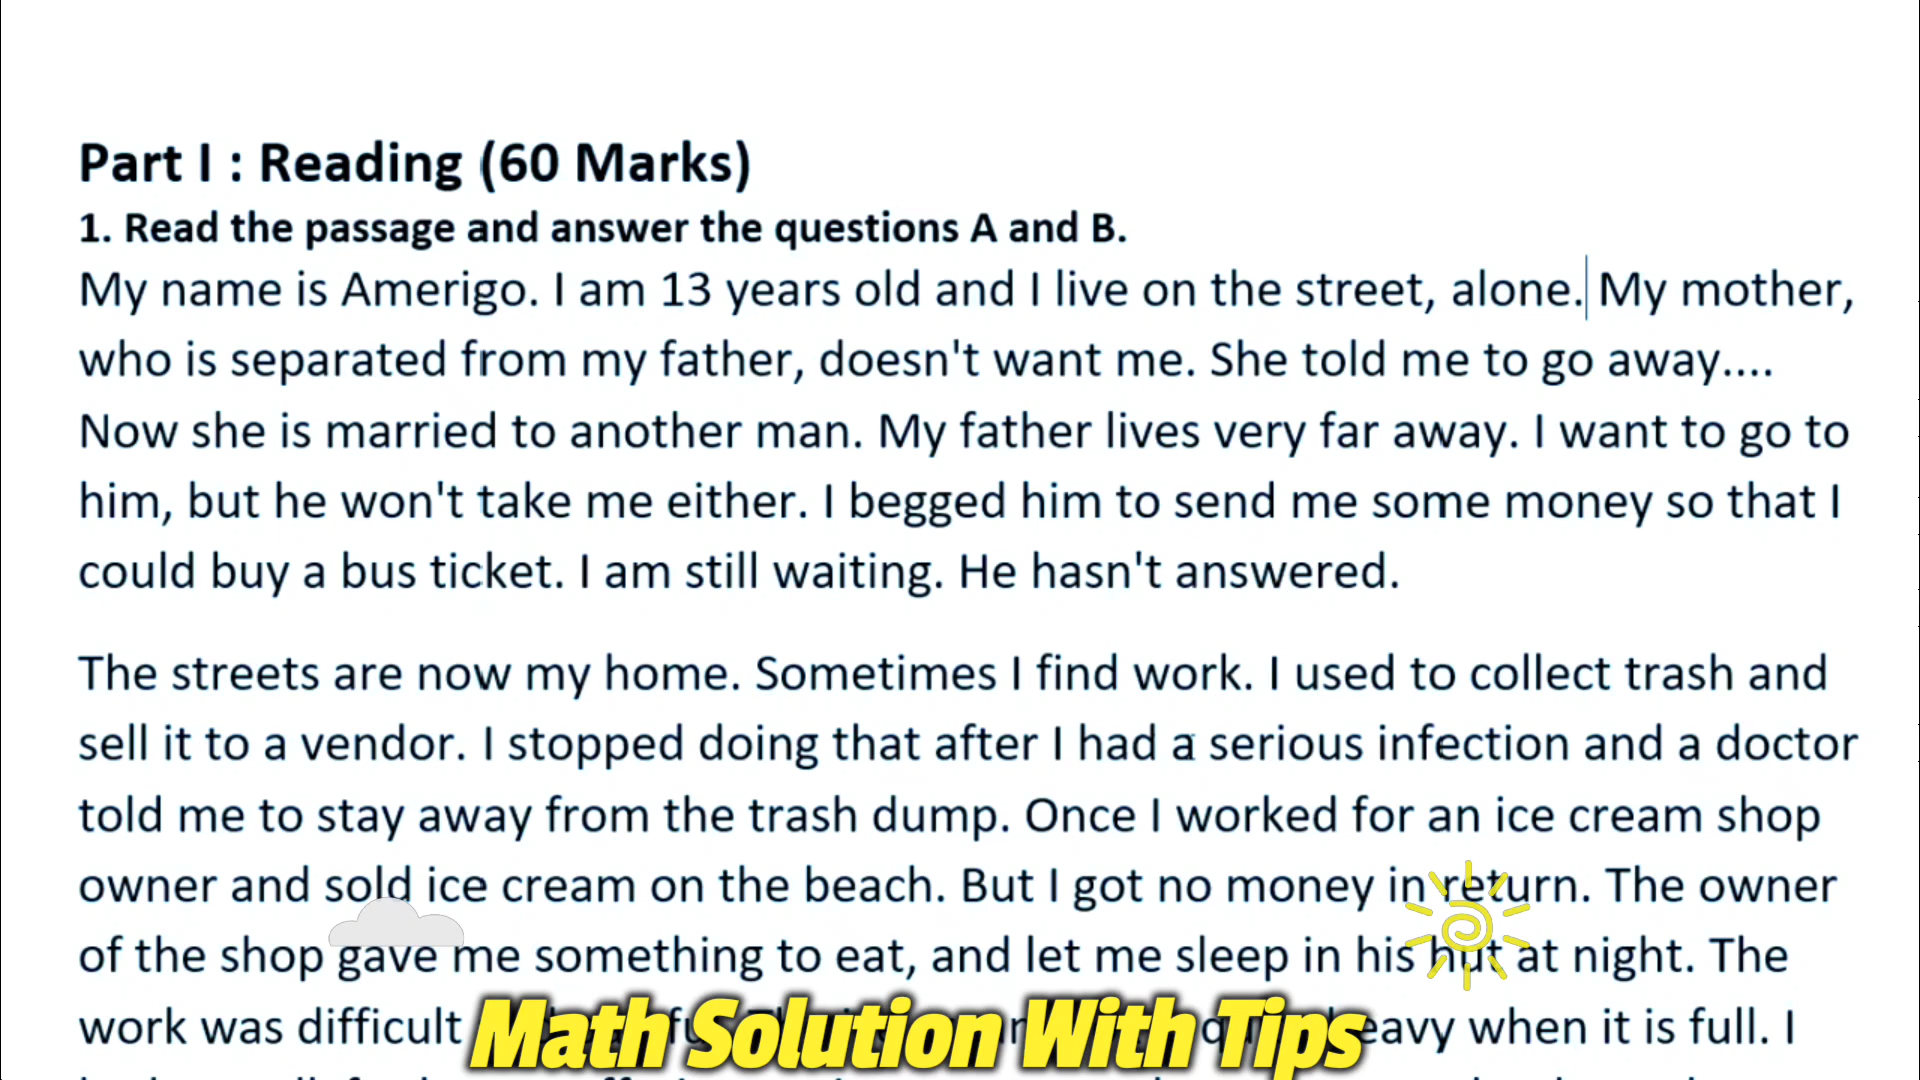 Part I : Reading (60 Marks)
1. Read the passage and answer the questions A and B.
My name is Amerigo. I am 13 years old and I live on the street, alone. My mother,
who is separated from my father, doesn't want me. She told me to go away....
Now she is married to another man. My father lives very far away. I want to go to
him, but he won't take me either. I begged him to send me some money so that I
could buy a bus ticket. I am still waiting. He hasn't answered.
The streets are now my home. Sometimes I find work. I used to collect trash and
sell it to a vendor. I stopped doing that after I had a serious infection and a doctor
told me to stay away from the trash dump. Once I worked for an ice cream shop
owner and sold ice cream on the beach. But I got no money in return. The owner
of the shop gave me something to eat, and let me sleep in his hut at night. The
work was difficult heavy when it is full. I
Math Solution With Tips